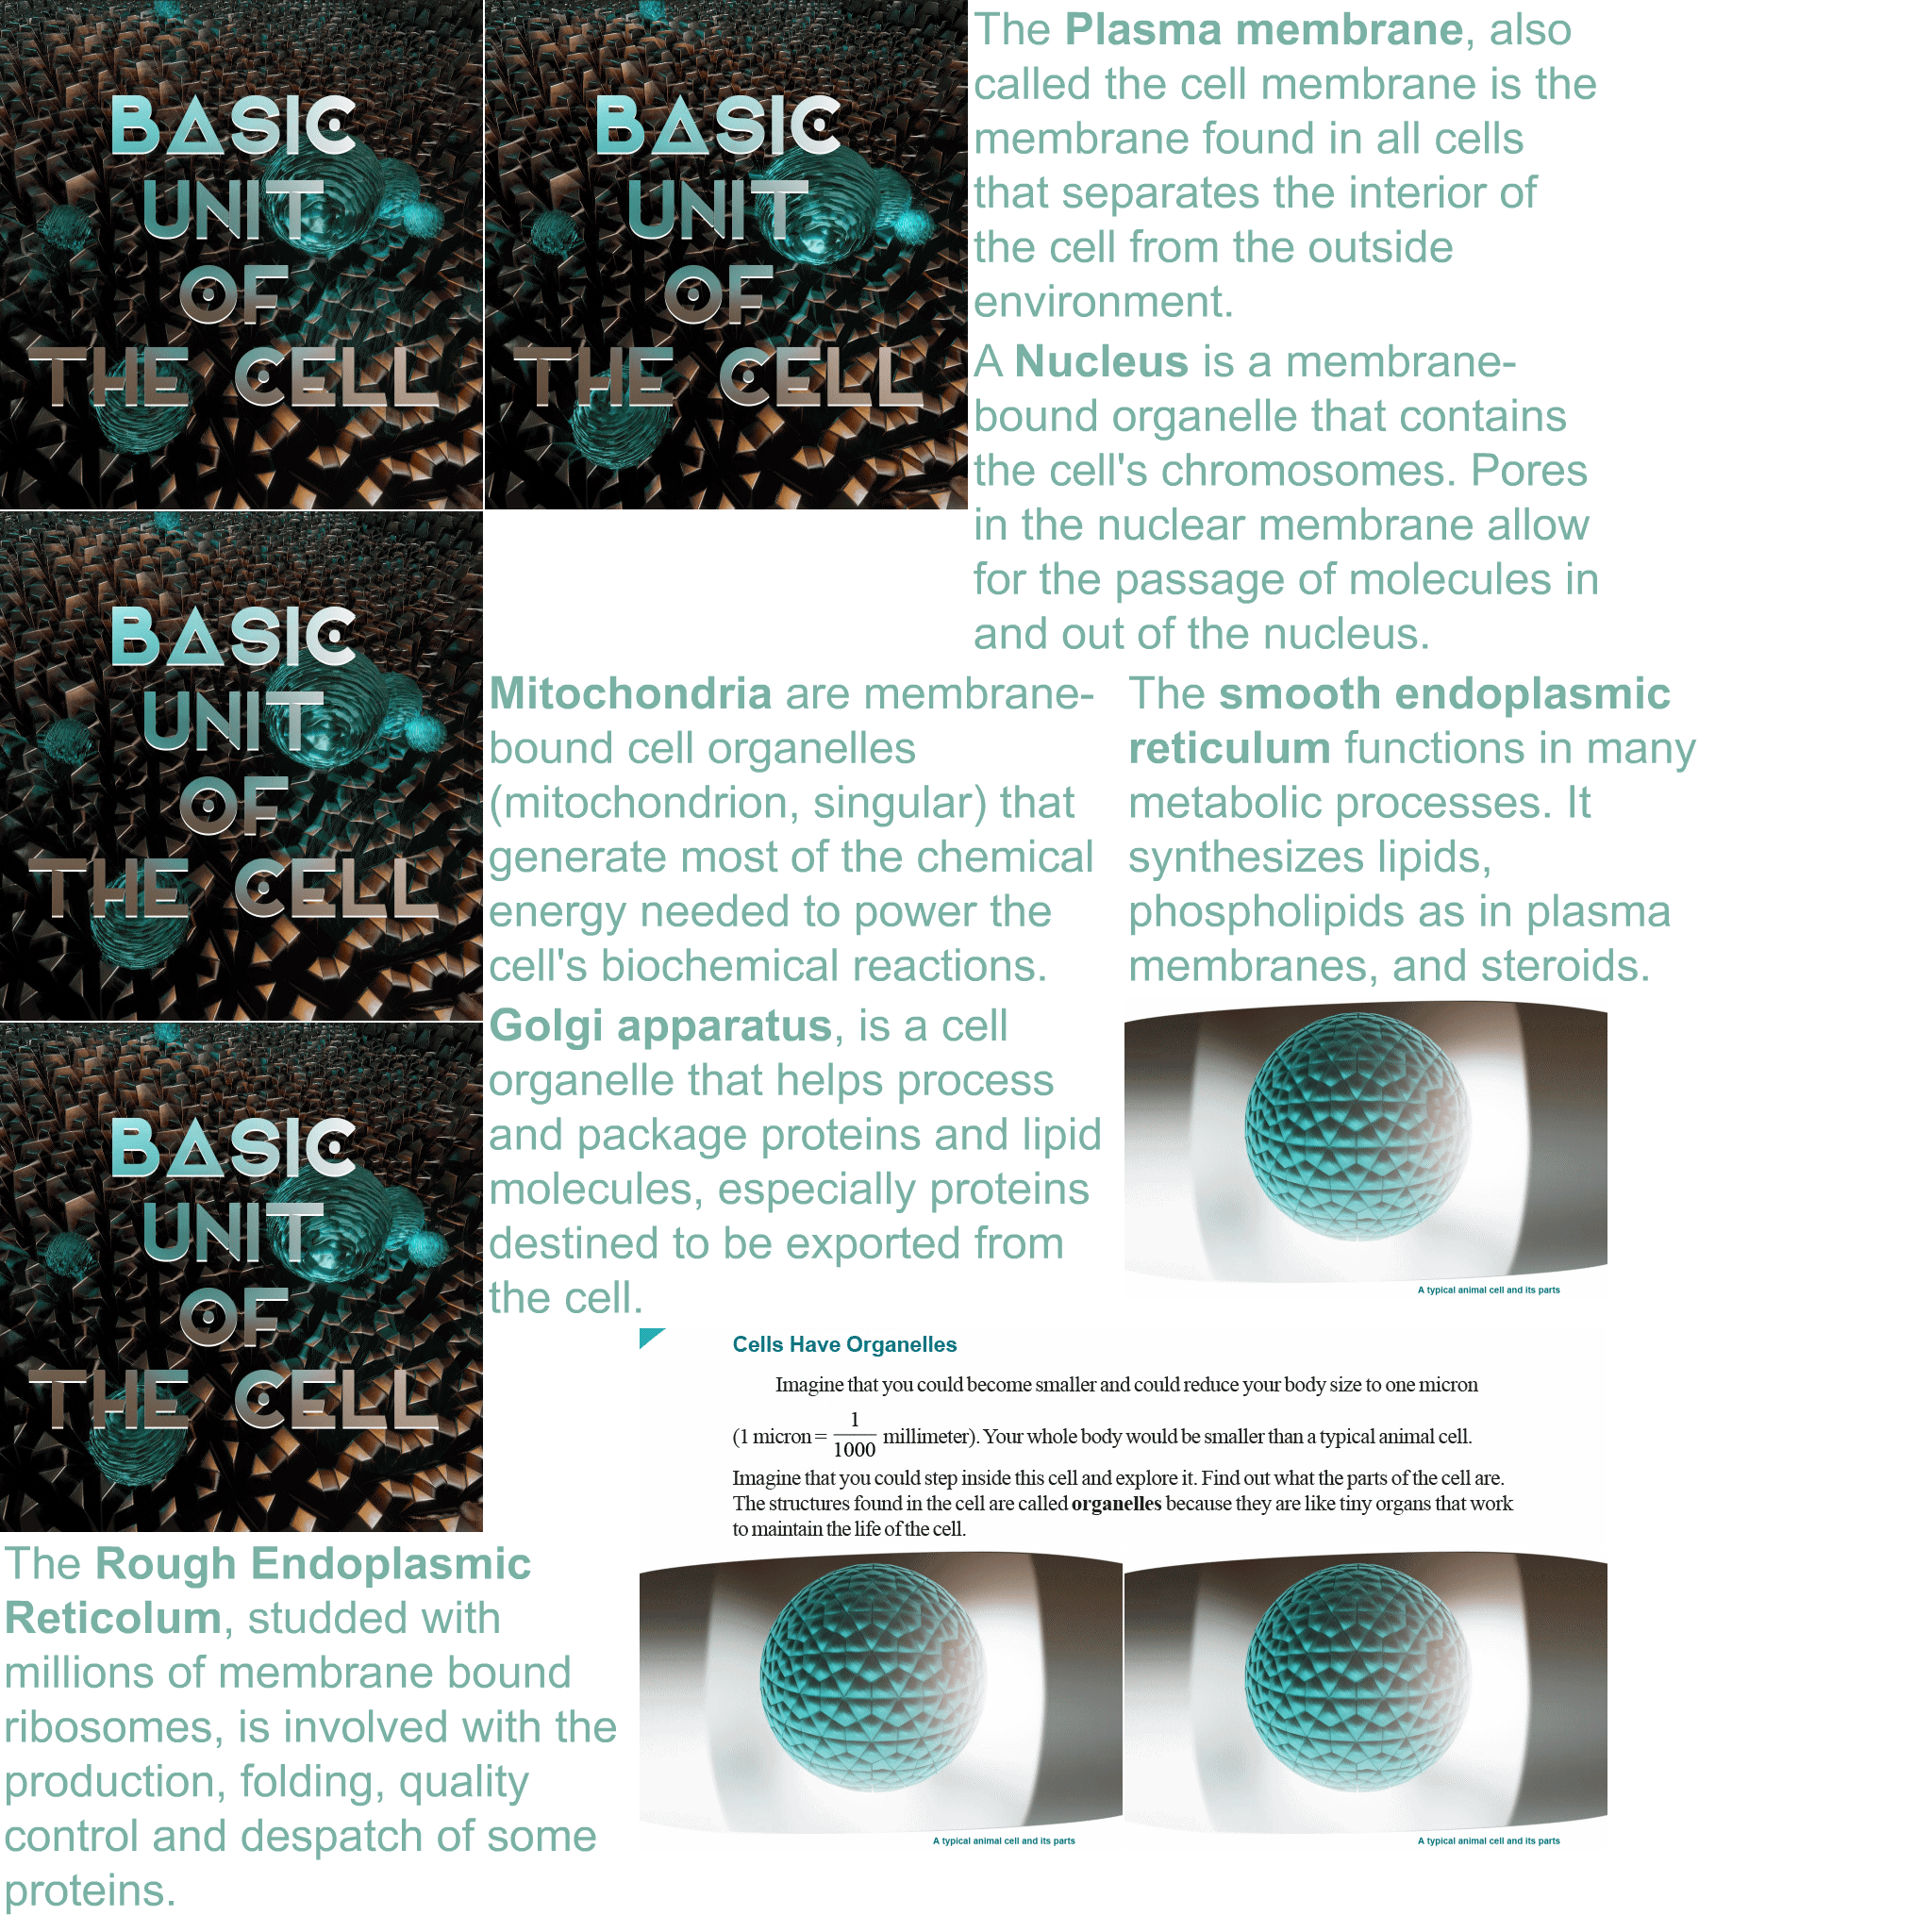 BASIC
UNIT
OF
THE CELL
BASIC
UNIT
OF
THE CELL
The Plasma membrane, also
called the cell membrane is the
membrane found in all cells
that separates the interior of
the cell from the outside
environment.
A Nucleus is a membrane-
bound organelle that contains
the cell's chromosomes. Pores
in the nuclear membrane allow
for the passage of molecules in
and out of the nucleus.
BASIC
UNIT
OF
THE CELL
Mitochondria are membrane-
bound cell organelles
(mitochondrion, singular) that
generate most of the chemical
energy needed to power the
cell's biochemical reactions.
The smooth endoplasmic
reticulum functions in many
metabolic processes. It
synthesizes lipids,
phospholipids as in plasma
membranes, and steroids.
BASIC
UNIT
OF
THE CELL
Golgi apparatus, is a cell
organelle that helps process
and package proteins and lipid
molecules, especially proteins
destined to be exported from
the cell.
A typical animal cell and its parts
Cells Have Organelles
Imagine that you could become smaller and could reduce your body size to one micron
(1 micron = 1/1000 millimeter). Your whole body would be smaller than a typical animal cell.
Imagine that you could step inside this cell and explore it. Find out what the parts of the cell are.
The structures found in the cell are called organelles because they are like tiny organs that work
to maintain the life of the cell.
The Rough Endoplasmic
Reticolum, studded with
millions of membrane bound
ribosomes, is involved with the
production, folding, quality
control and despatch of some
proteins.
A typical animal cell and its parts
A typical animal cell and its parts